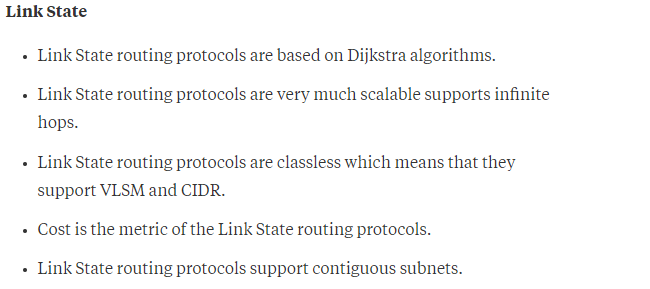 Link State
• Link State routing protocols are based on Dijkstra algorithms.
• Link State routing protocols are very much scalable supports infinite
hops.
• Link State routing protocols are classless which means that they
support VLSM and CIDR.
• Cost is the metric of the Link State routing protocols.
• Link State routing protocols support contiguous subnets.